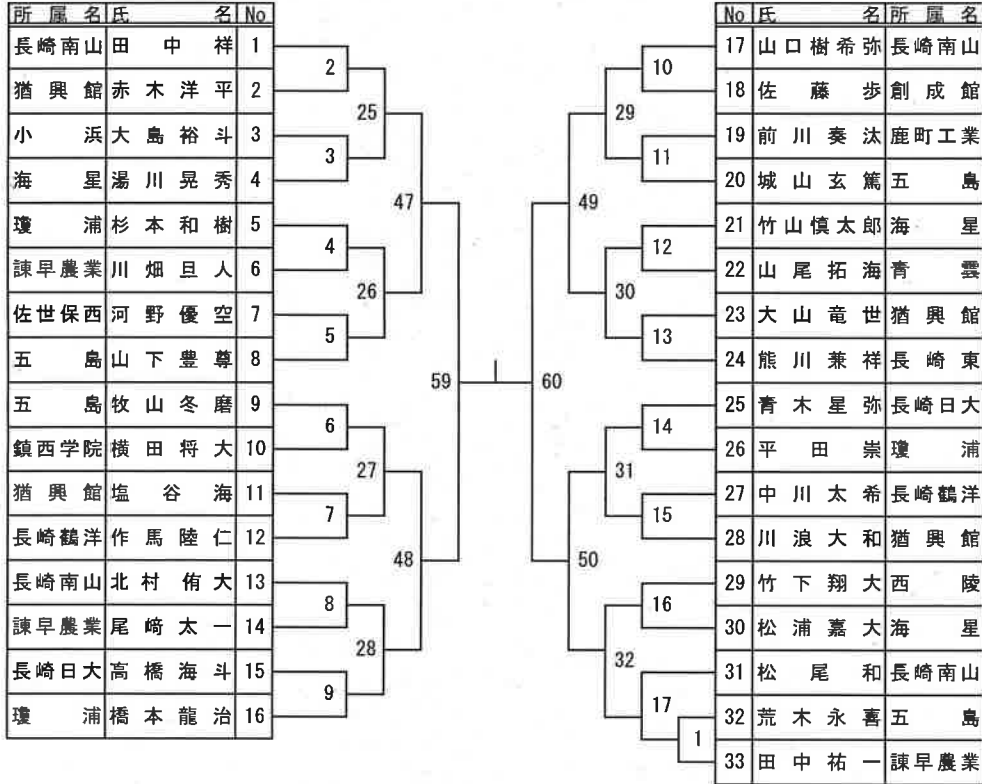 所属名 氏名 No
長崎南山 田中祥 1
猶興館 赤木洋平 2
小浜 大島裕斗 3
海星 湯川晃秀 4
瓊浦 杉本和樹 5
諫早農業 川畑旦人 6
佐世保西 河野優空 7
五島 山下豊尊 8
五島 牧山冬磨 9
鎮西学院 横田将大 10
猶興館 塩谷海 11
長崎鶴洋 作馬陸仁 12
長崎南山 北村侑大 13
諫早農業 尾﨑太一 14
長崎日大 高橋海斗 15
瓊浦 橋本龍治 16
2
3
4
5
6
7
8
9
25
26
27
28
47
48
59
60
49
50
29
30
31
32
10
11
12
13
14
15
16
17
1
No 氏名 所属名
17 山口樹希弥 長崎南山
18 佐藤歩 創成館
19 前川奏汰 鹿町工業
20 城山玄篤 五島
21 竹山慎太郎 海星
22 山尾拓海 青雲
23 大山竜世 猶興館
24 熊川兼祥 長崎東
25 青木星弥 長崎日大
26 平田崇 瓊浦
27 中川太希 長崎鶴洋
28 川浪大和 猶興館
29 竹下翔大 西陵
30 松浦嘉大 海星
31 松尾和 長崎南山
32 荒木永喜 五島
33 田中祐一 諫早農業